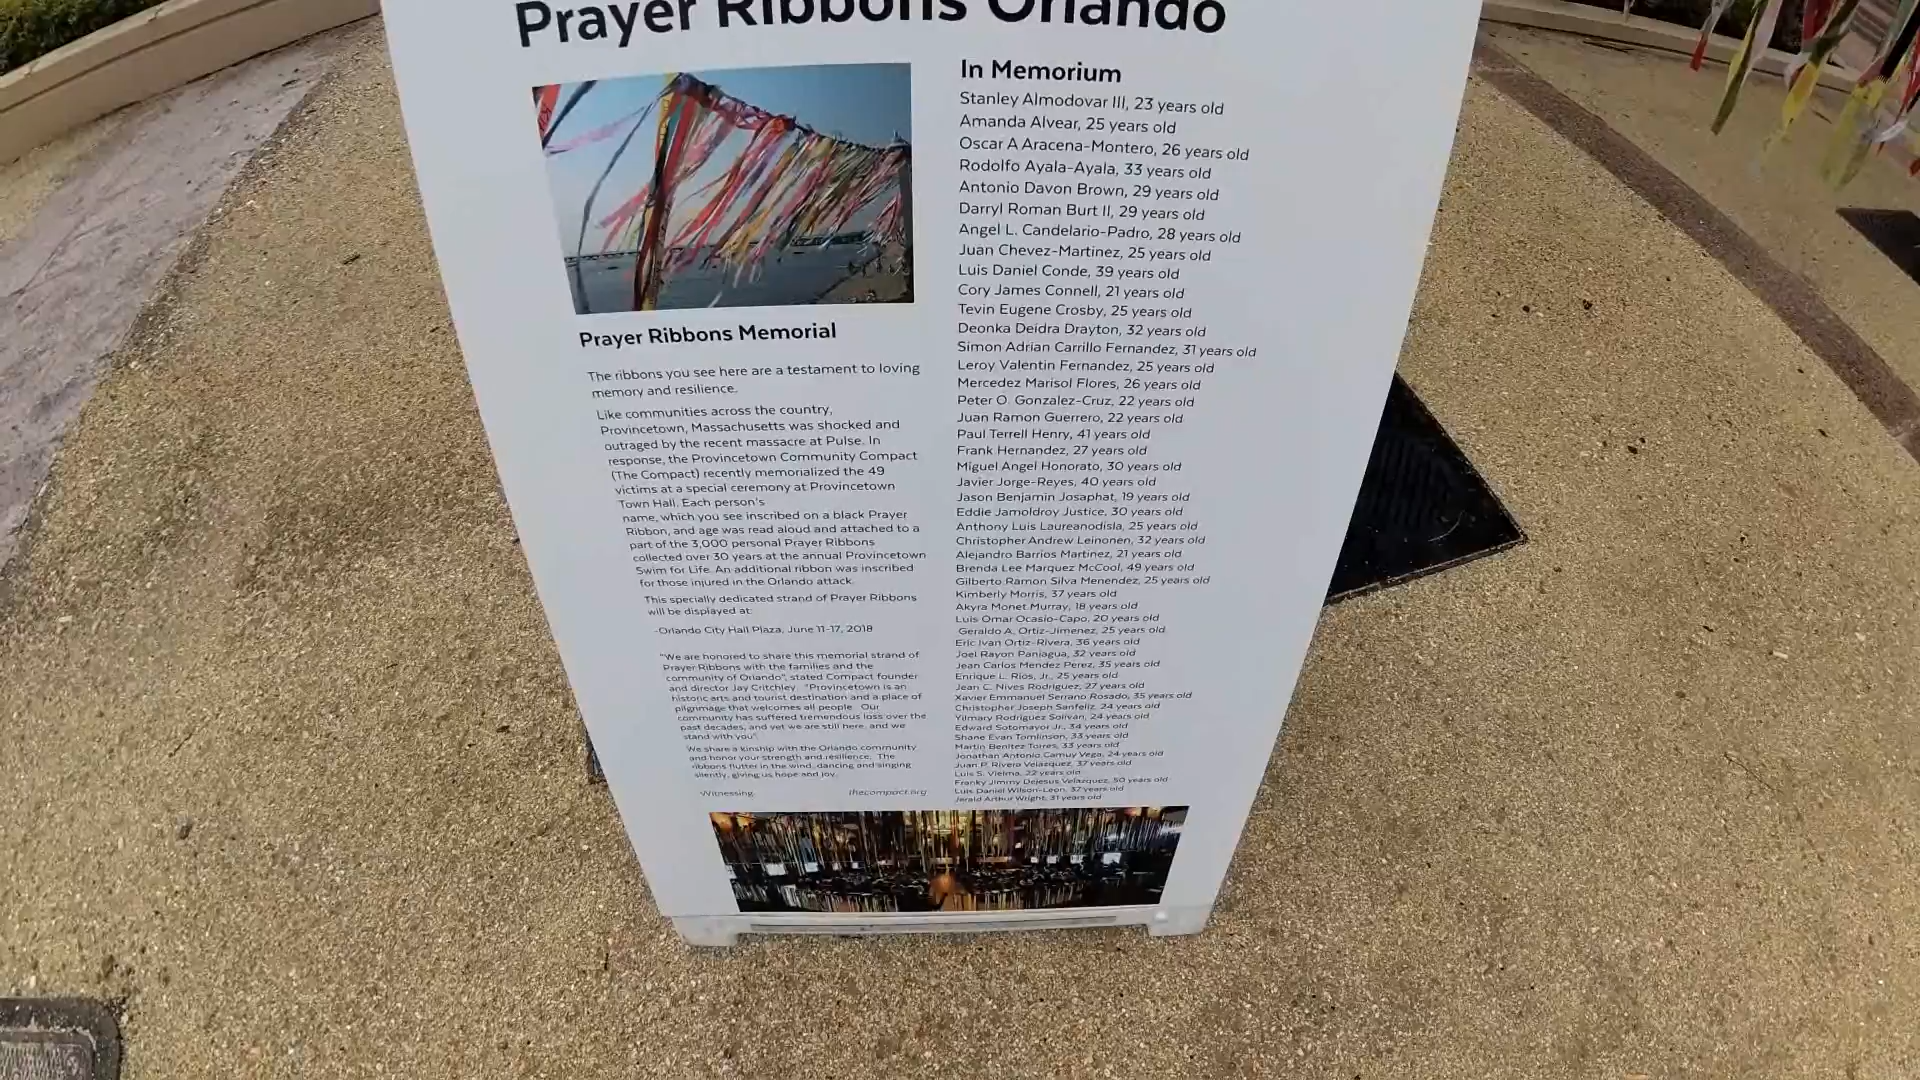 Prayer Ribbons Orlando
Prayer Ribbons Memorial
The ribbons you see here are a testament to loving
memory and resilience.
Like communities across the country,
Provincetown, Massachusetts was shocked and
outraged by the recent massacre at Pulse. In
response, the Provincetown Community Compact
(The Compact) recently memorialized the 49
victims at a special ceremony at Provincetown
Town Hall. Each person's
name, which you see inscribed on a black Prayer
Ribbon, and age was read aloud and attached to a
part of the 3,000 personal Prayer Ribbons
collected over 30 years at the annual Provincetown
Swim for Life. An additional ribbon was inscribed
for those injured in the Orlando attack.
This specially dedicated strand of Prayer Ribbons
will be displayed at:
-Orlando City Hall Plaza, June 11-17, 2018
"We are honored to share this memorial strand of
Prayer Ribbons with the families and the
community of Orlando", stated Compact founder
and director Jay Critchley. "Provincetown is an
historic arts and tourist destination and a place of
pilgrimage that welcomes all people. Our
community has suffered tremendous loss over the
past decades, and yet we are still here, and we
stand with you".
We share a kinship with the Orlando community
and honor your strength and resilience. The
ribbons flutter in the wind, dancing and singing
silently, giving us hope and joy.
Witnessing, thecompact.org
In Memorium
Stanley Almodovar III, 23 years old
Amanda Alvear, 25 years old
Oscar A Aracena-Montero, 26 years old
Rodolfo Ayala-Ayala, 33 years old
Antonio Davon Brown, 29 years old
Darryl Roman Burt II, 29 years old
Angel L. Candelario-Padro, 28 years old
Juan Chevez-Martinez, 25 years old
Luis Daniel Conde, 39 years old
Cory James Connell, 21 years old
Tevin Eugene Crosby, 25 years old
Deonka Deidra Drayton, 32 years old
Simon Adrian Carrillo Fernandez, 31 years old
Leroy Valentin Fernandez, 25 years old
Mercedez Marisol Flores, 26 years old
Peter O. Gonzalez-Cruz, 22 years old
Juan Ramon Guerrero, 22 years old
Paul Terrell Henry, 41 years old
Frank Hernandez, 27 years old
Miguel Angel Honorato, 30 years old
Javier Jorge-Reyes, 40 years old
Jason Benjamin Josaphat, 19 years old
Eddie Jamoldroy Justice, 30 years old
Anthony Luis Laureanodisla, 25 years old
Christopher Andrew Leinonen, 32 years old
Alejandro Barrios Martinez, 21 years old
Brenda Lee Marquez McCool, 49 years old
Gilberto Ramon Silva Menendez, 25 years old
Kimberly Morris, 37 years old
Akyra Monet Murray, 18 years old
Luis Omar Ocasio-Capo, 20 years old
Geraldo A. Ortiz-Jimenez, 25 years old
Eric Ivan Ortiz-Rivera, 36 years old
Joel Rayon Paniagua, 32 years old
Jean Carlos Mendez Perez, 35 years old
Enrique L. Rios, Jr., 25 years old
Jean C. Nives Rodriguez, 27 years old
Xavier Emmanuel Serrano Rosado, 35 years old
Christopher Joseph Sanfeliz, 24 years old
Yilmary Rodriguez Solivan, 24 years old
Edward Sotomayor Jr., 34 years old
Shane Evan Tomlinson, 33 years old
Martin Benitez Torres, 33 years old
Jonathan Antonio Camuy Vega, 24 years old
Juan P. Rivera Velazquez, 37 years old
Luis S. Vielma, 22 years old
Franky Jimmy Dejesus Velazquez, 50 years old
Luis Daniel Wilson-Leon, 37 years old
Jerald Arthur Wright, 31 years old